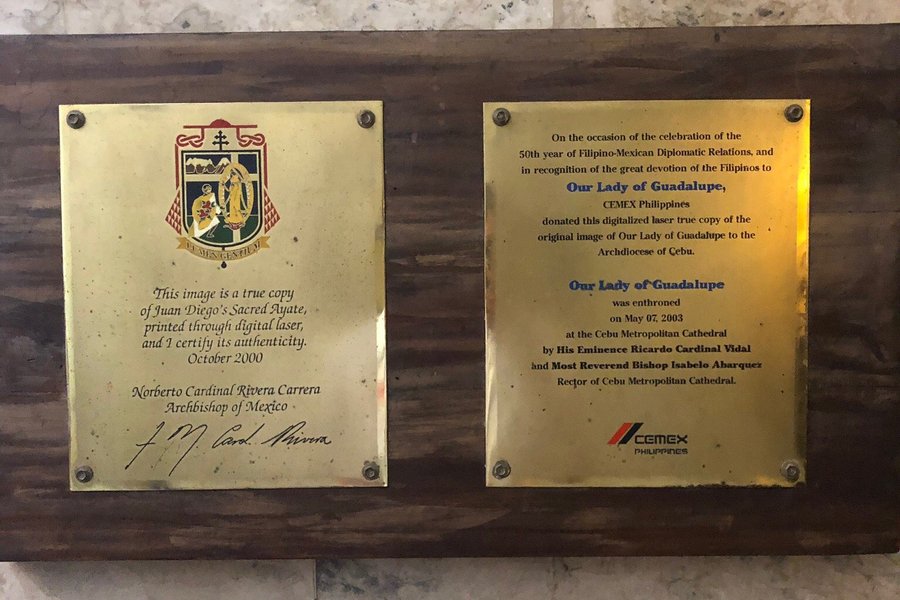 LUMEN GENTIUM
This image is a true copy
of Juan Diego's Sacred Ayate,
printed through digital laser,
and I certify its authenticity.
October 2000
Norberto Cardinal Rivera Carrera
Archbishop of Mexico
On the occasion of the celebration of the
50th year of Filipino-Mexican Diplomatic Relations, and
in recognition of the great devotion of the Filipinos to
Our Lady of Guadalupe,
CEMEX Philippines
donated this digitalized laser true copy of the
original image of Our Lady of Guadalupe to the
Archdiocese of Cebu.
Our Lady of Guadalupe
was enthroned
on May 07, 2003
at the Cebu Metropolitan Cathedral
by His Eminence Ricardo Cardinal Vidal
and Most Reverend Bishop Isabelo Abarquez
Rector of Cebu Metropolitan Cathedral.
CEMEX
PHILIPPINES